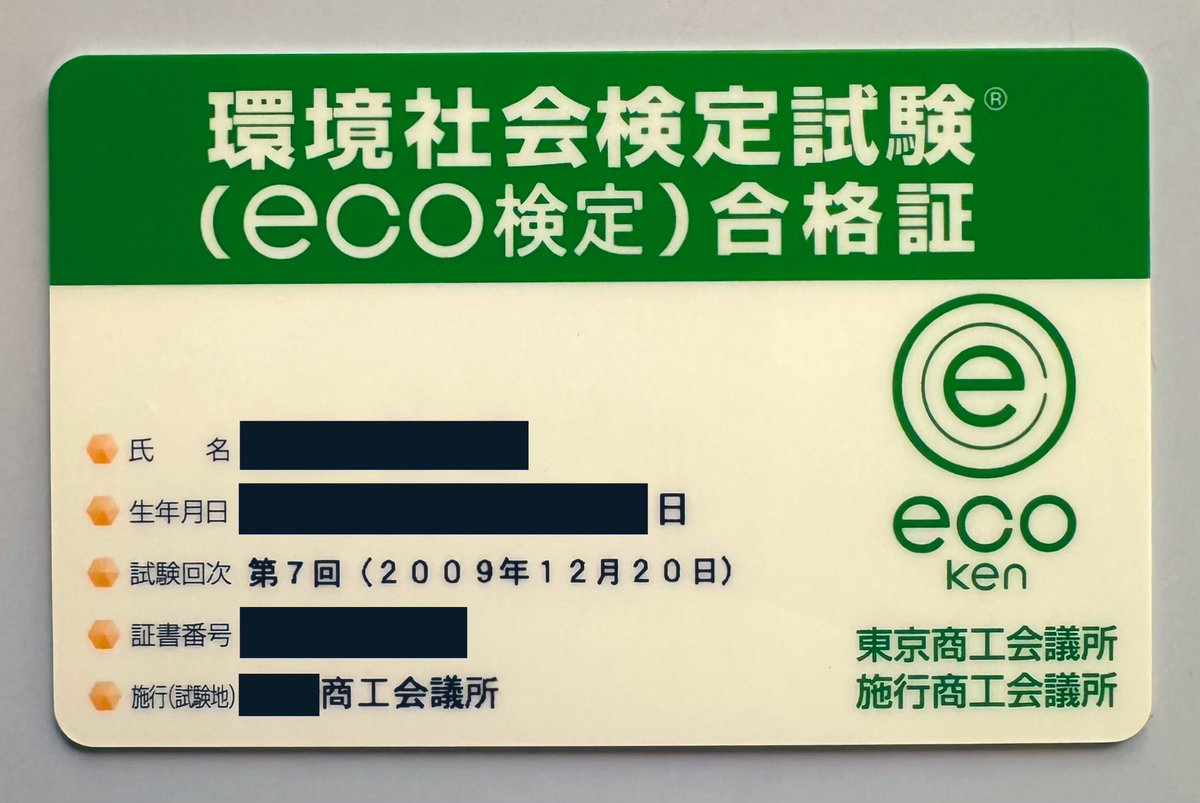 環境社会検定試験®
(eco検定)合格証
e
eco
ken
氏　名
生年月日 日
試験回次 第7回(2009年12月20日)
証書番号
施行(試験地) 商工会議所
東京商工会議所
施行商工会議所